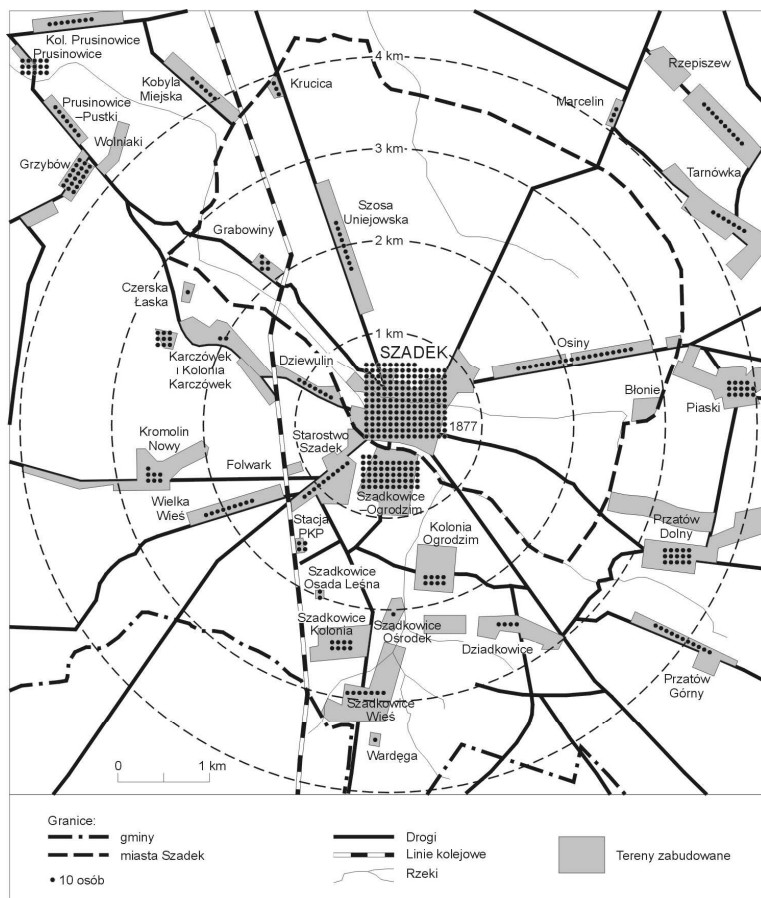 Kol. Prusinowice
Prusinowice
Kobyla
Miejska
Krucica
4 km
Rzepiszew
Marcelin
Prusinowice
–Pustki
Wolniaki
Grzybów
3 km
Tarnówka
Szosa
Uniejowska
Grabowiny
2 km
Czerska
Łaska
1 km
SZADEK
Osiny
Karczówek
i Kolonia
Karczówek
Dziewulin
Błonie
Piaski
1877
Kromolin
Nowy
Starostwo
Szadek
Folwark
Wielka
Wieś
Szadkowice
–Ogrodzim
Stacja
PKP
Kolonia
Ogrodzim
Przatów
Dolny
Szadkowice
Osada Leśna
Szadkowice
Kolonia
Szadkowice
Ośrodek
Dziadkowice
Przatów
Górny
Szadkowice
Wieś
Wardęga
0 1 km
Granice:
gminy
miasta Szadek
10 osób
Drogi
Linie kolejowe
Rzeki
Tereny zabudowane